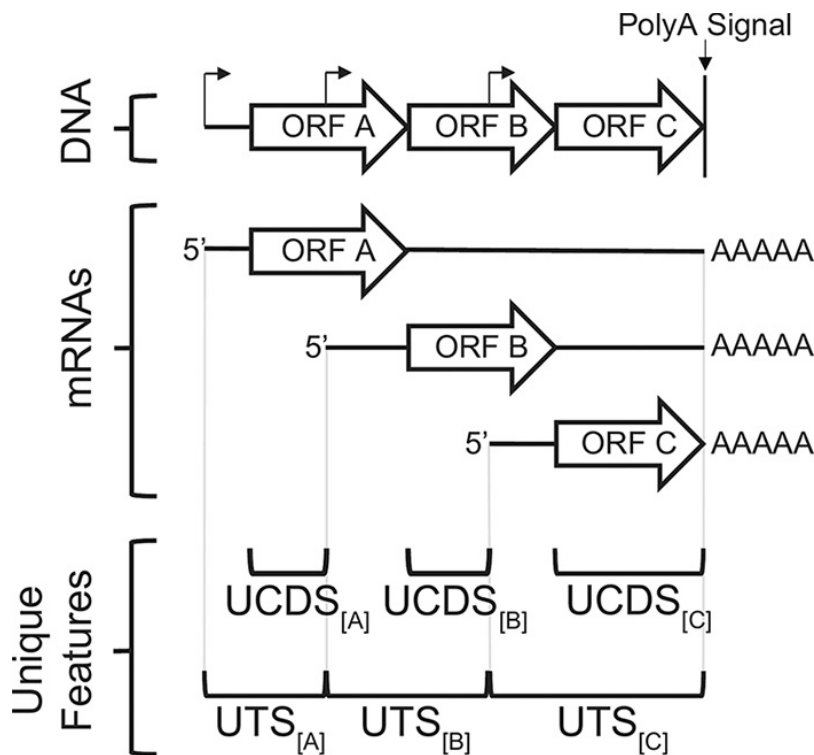 PolyA Signal
DNA
ORF A
ORF B
ORF C
mRNAs
5’
ORF A
AAAAA
5’
ORF B
AAAAA
5’
ORF C
AAAAA
Unique
Features
UCDS[A]
UCDS[B]
UCDS[C]
UTS[A]
UTS[B]
UTS[C]